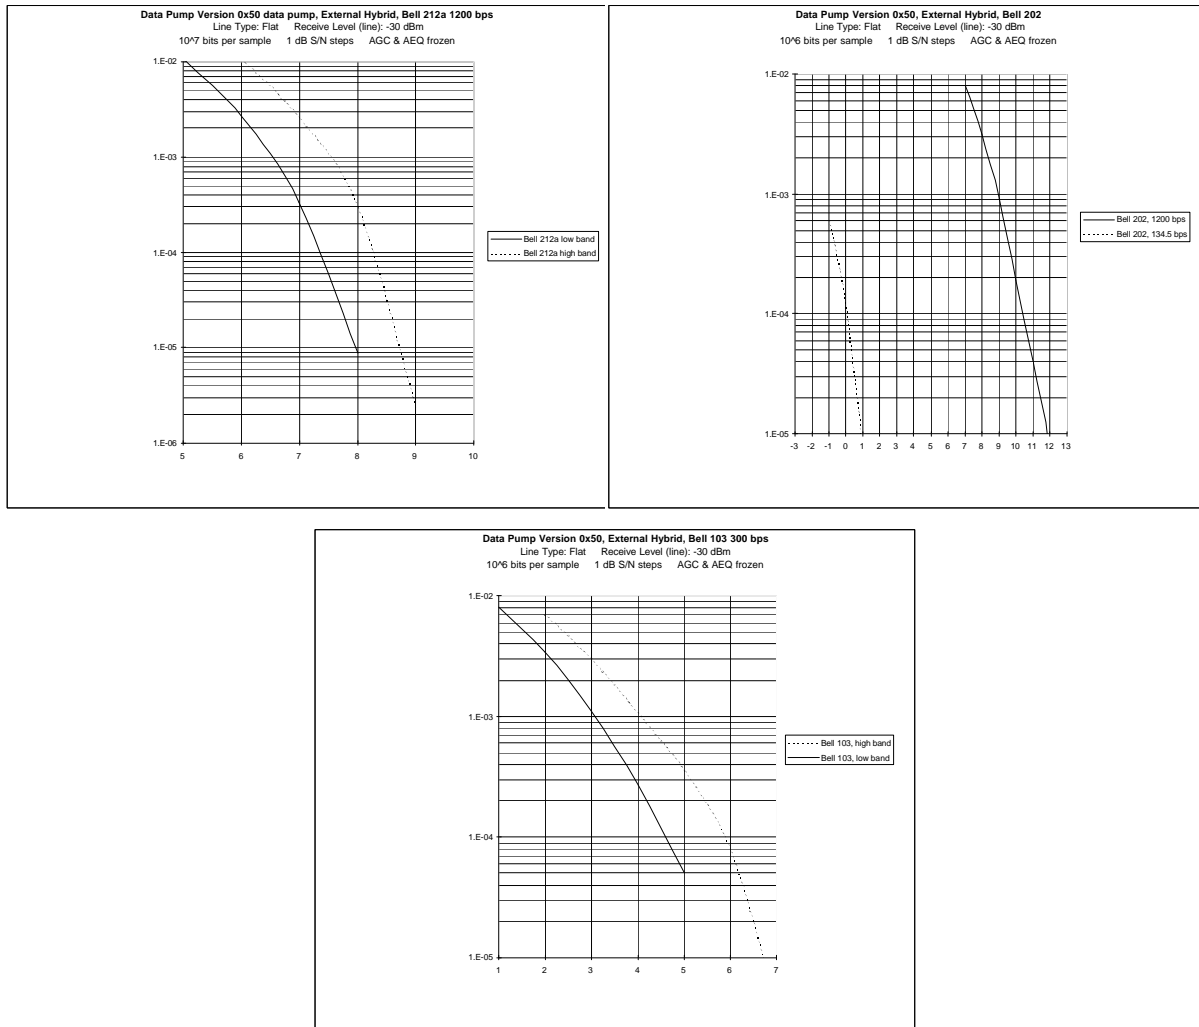 Data Pump Version 0x50 data pump, External Hybrid, Bell 212a 1200 bps
Line Type: Flat Receive Level (line): -30 dBm
10^7 bits per sample 1 dB S/N steps AGC & AEQ frozen
1.E-02
1.E-03
1.E-04
1.E-05
1.E-06
5 6 7 8 9 10
Bell 212a low band
Bell 212a high band
Data Pump Version 0x50, External Hybrid, Bell 202
Line Type: Flat Receive Level (line): -30 dBm
10^6 bits per sample 1 dB S/N steps AGC & AEQ frozen
1.E-02
1.E-03
1.E-04
1.E-05
-3 -2 -1 0 1 2 3 4 5 6 7 8 9 10 11 12 13
Bell 202, 1200 bps
Bell 202, 134.5 bps
Data Pump Version 0x50, External Hybrid, Bell 103 300 bps
Line Type: Flat Receive Level (line): -30 dBm
10^6 bits per sample 1 dB S/N steps AGC & AEQ frozen
1.E-02
1.E-03
1.E-04
1.E-05
1 2 3 4 5 6 7
Bell 103, high band
Bell 103, low band